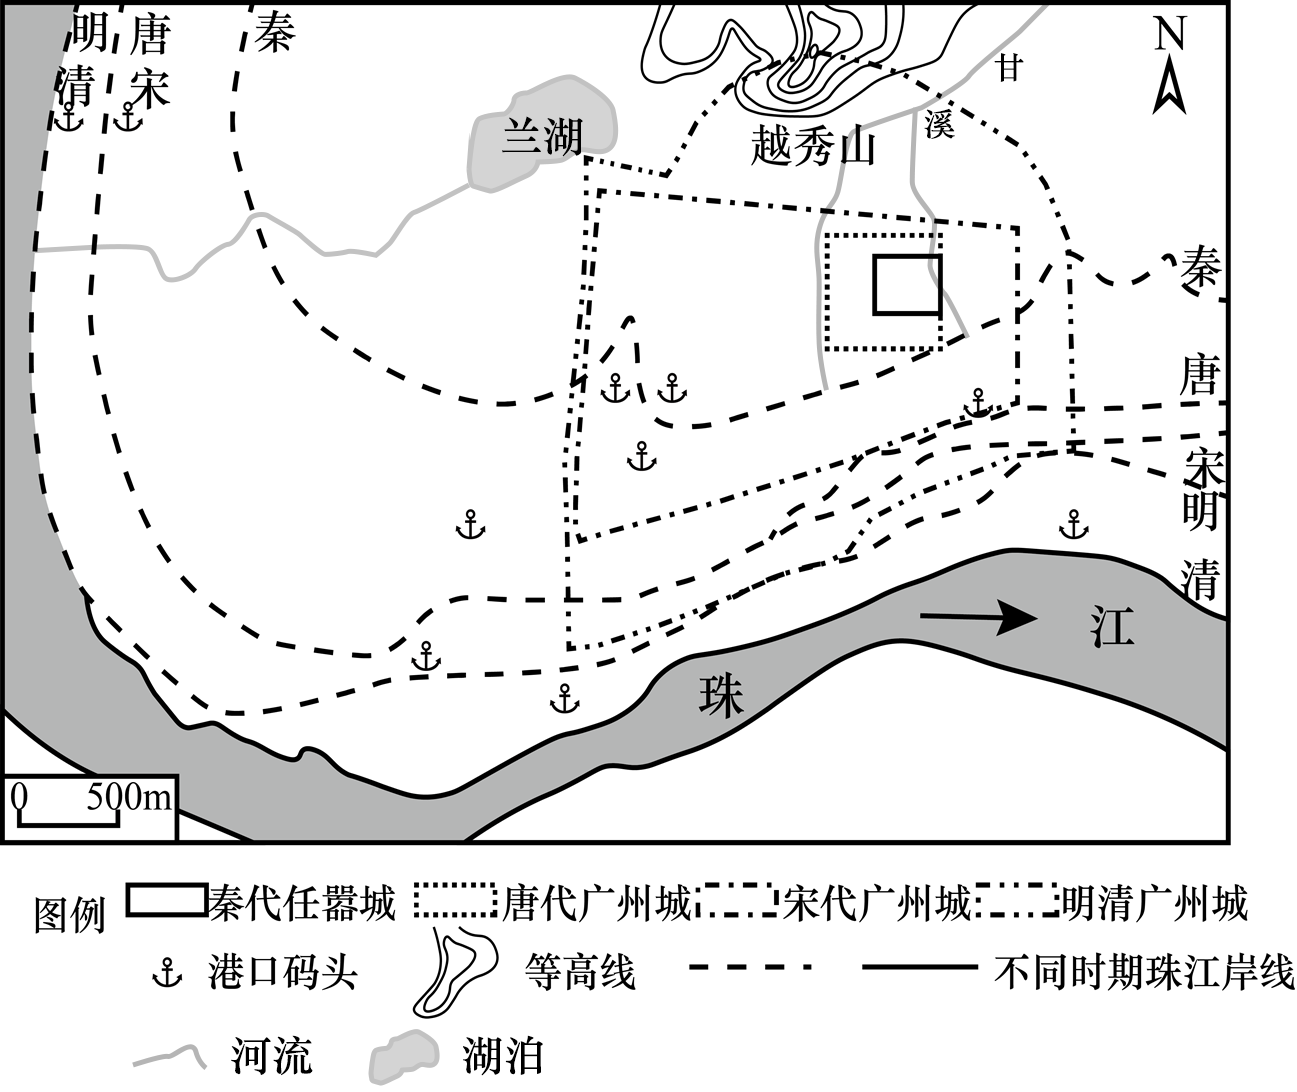 明清
唐宋
秦
N
甘溪
兰湖
越秀山
秦
唐
宋
明
清
珠江
0 500m
图例 秦代任嚣城 唐代广州城 宋代广州城 明清广州城
港口码头 等高线 不同时期珠江岸线
河流 湖泊